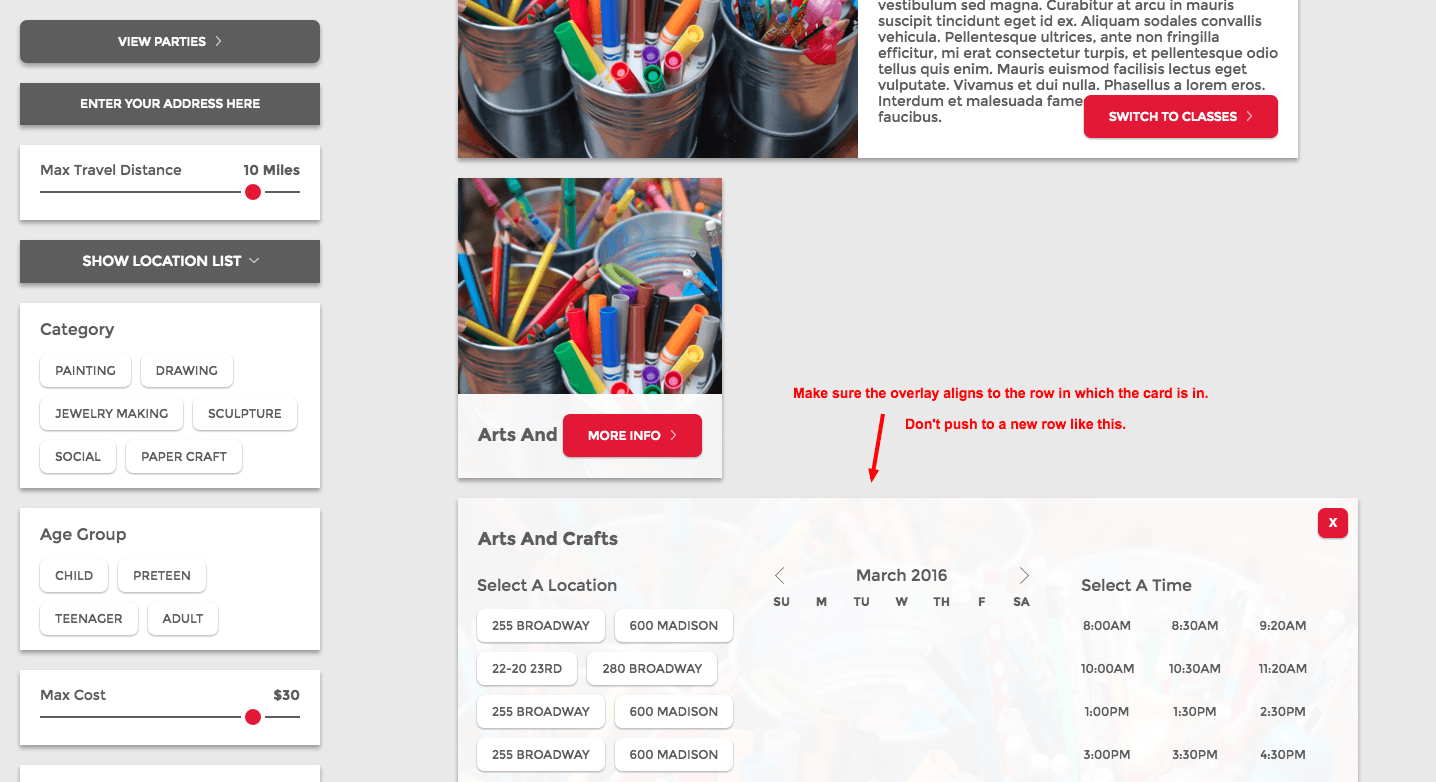 VIEW PARTIES
ENTER YOUR ADDRESS HERE
Max Travel Distance 10 Miles
SHOW LOCATION LIST
Category
PAINTING DRAWING
JEWELRY MAKING SCULPTURE
SOCIAL PAPER CRAFT
Age Group
CHILD PRETEEN
TEENAGER ADULT
Max Cost $30
vestibulum sed magna. Curabitur at arcu in mauris
suscipit tincidunt eget id ex. Aliquam sodales convallis
vehicula. Pellentesque ultrices, ante non fringilla
efficitur, mi erat consectetur turpis, et pellentesque odio
tellus quis enim. Mauris euismod facilisis lectus eget
vulputate. Vivamus et dui nulla. Phasellus a lorem eros.
Interdum et malesuada fame
faucibus.
SWITCH TO CLASSES
Arts And
MORE INFO
Make sure the overlay aligns to the row in which the card is in.
Don't push to a new row like this.
X
Arts And Crafts
Select A Location
255 BROADWAY 600 MADISON
22-20 23RD 280 BROADWAY
255 BROADWAY 600 MADISON
255 BROADWAY 600 MADISON
March 2016
SU M TU W TH F SA
Select A Time
8:00AM 8:30AM 9:20AM
10:00AM 10:30AM 11:20AM
1:00PM 1:30PM 2:30PM
3:00PM 3:30PM 4:30PM